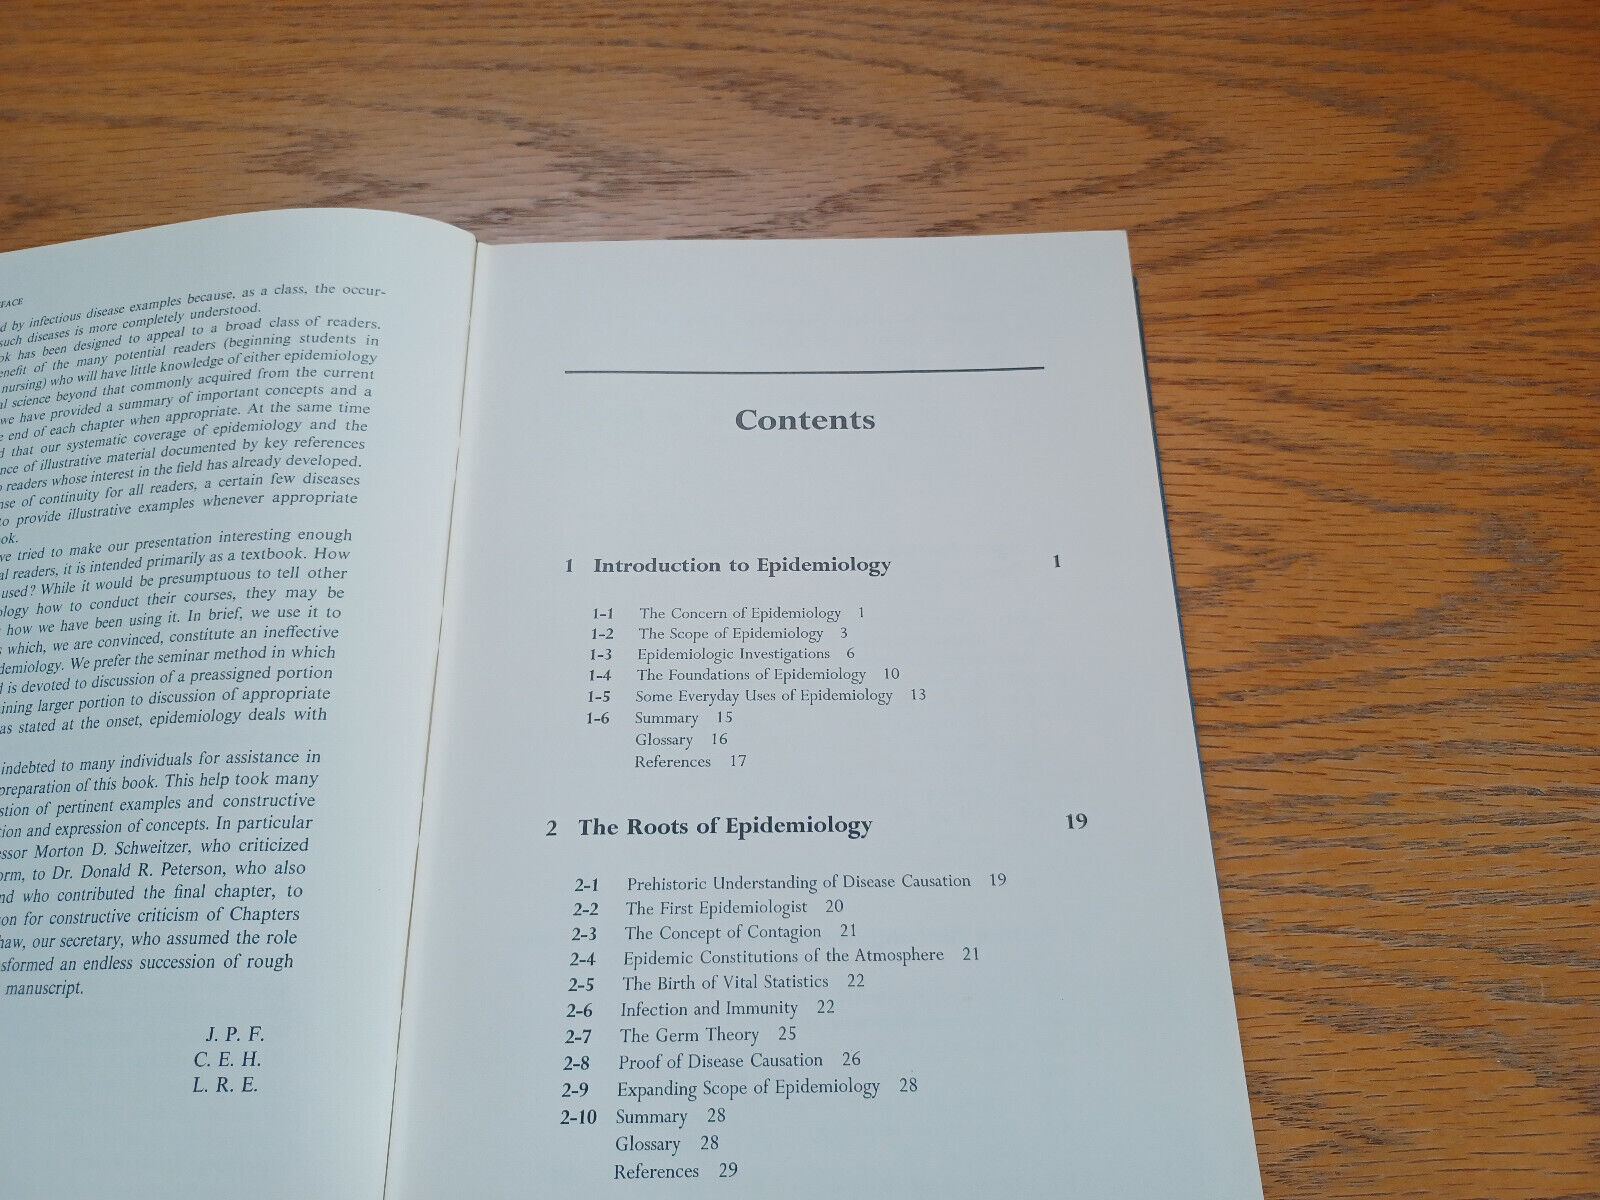 FACE
d by infectious disease examples because, as a class, the occur-
such diseases is more completely understood.
ok has been designed to appeal to a broad class of readers.
enefit of the many potential readers (beginning students in
nursing) who will have little knowledge of either epidemiology
al science beyond that commonly acquired from the current
we have provided a summary of important concepts and a
e end of each chapter when appropriate. At the same time
d that our systematic coverage of epidemiology and the
nce of illustrative material documented by key references
o readers whose interest in the field has already developed.
nse of continuity for all readers, a certain few diseases
to provide illustrative examples whenever appropriate
ok.
ve tried to make our presentation interesting enough
al readers, it is intended primarily as a textbook. How
used? While it would be presumptuous to tell other
ology how to conduct their courses, they may be
how we have been using it. In brief, we use it to
s which, we are convinced, constitute an ineffective
demiology. We prefer the seminar method in which
d is devoted to discussion of a preassigned portion
ining larger portion to discussion of appropriate
as stated at the onset, epidemiology deals with
indebted to many individuals for assistance in
preparation of this book. This help took many
stion of pertinent examples and constructive
tion and expression of concepts. In particular
essor Morton D. Schweitzer, who criticized
orm, to Dr. Donald R. Peterson, who also
nd who contributed the final chapter, to
son for constructive criticism of Chapters
haw, our secretary, who assumed the role
sformed an endless succession of rough
manuscript.
J. P. F.
C. E. H.
L. R. E.
Contents
1 Introduction to Epidemiology 1
1-1 The Concern of Epidemiology 1
1-2 The Scope of Epidemiology 3
1-3 Epidemiologic Investigations 6
1-4 The Foundations of Epidemiology 10
1-5 Some Everyday Uses of Epidemiology 13
1-6 Summary 15
Glossary 16
References 17
2 The Roots of Epidemiology 19
2-1 Prehistoric Understanding of Disease Causation 19
2-2 The First Epidemiologist 20
2-3 The Concept of Contagion 21
2-4 Epidemic Constitutions of the Atmosphere 21
2-5 The Birth of Vital Statistics 22
2-6 Infection and Immunity 22
2-7 The Germ Theory 25
2-8 Proof of Disease Causation 26
2-9 Expanding Scope of Epidemiology 28
2-10 Summary 28
Glossary 28
References 29